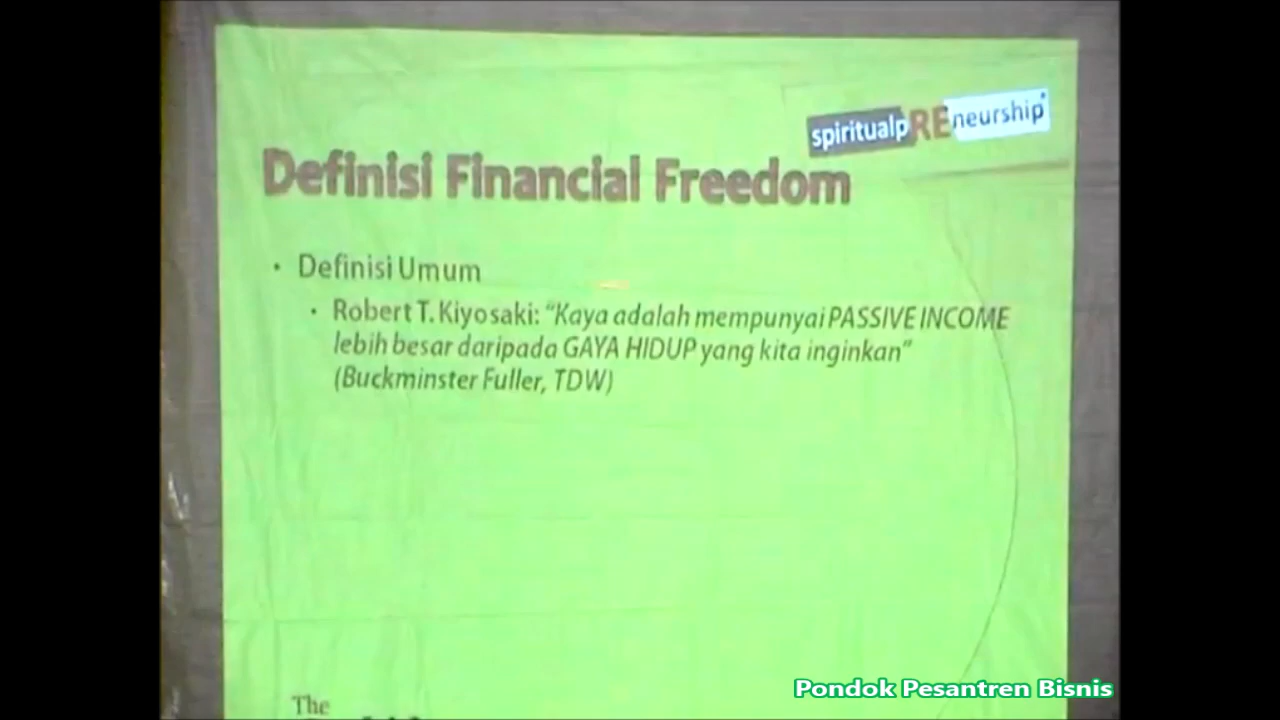 spiritualpREneurship
Definisi Financial Freedom
• Definisi Umum
• Robert T. Kiyosaki: “Kaya adalah mempunyai PASSIVE INCOME
lebih besar daripada GAYA HIDUP yang kita inginkan”
(Buckminster Fuller, TDW)
The
Pondok Pesantren Bisnis